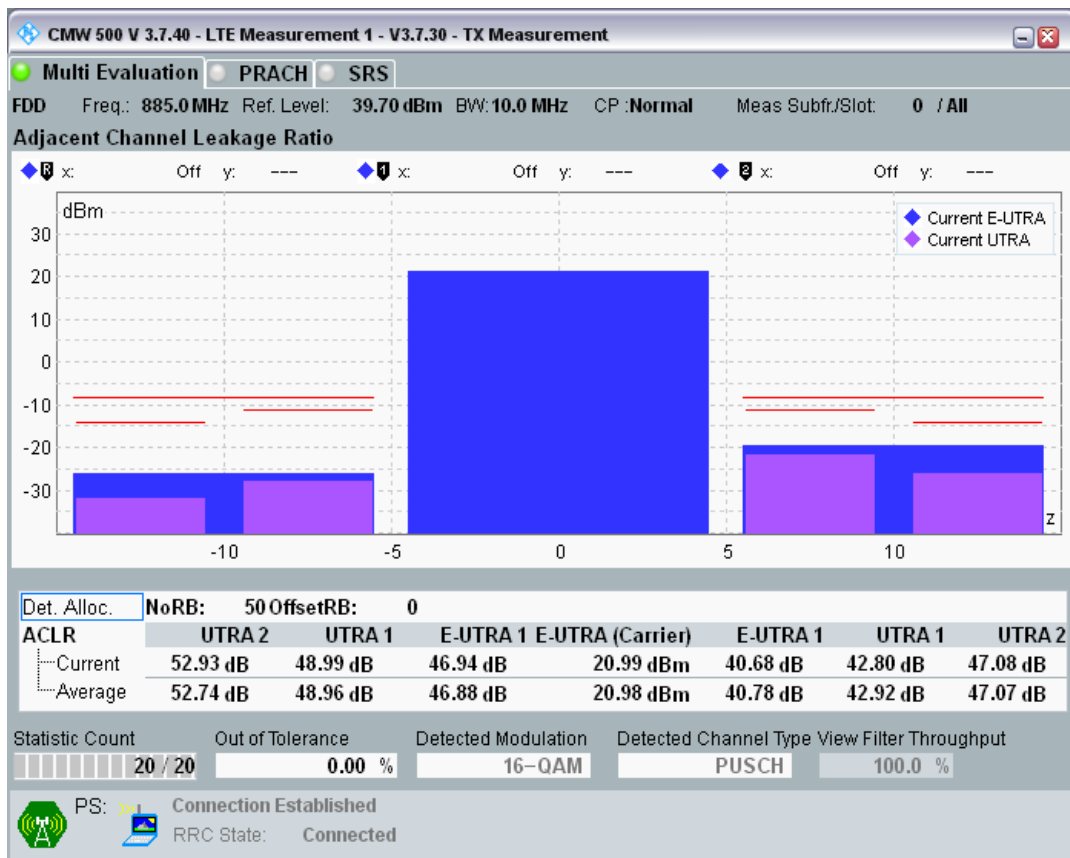 CMW 500 V 3.7.40 - LTE Measurement 1 - V3.7.30 - TX Measurement
Multi Evaluation PRACH SRS
FDD Freq.: 885.0 MHz Ref. Level: 39.70 dBm BW: 10.0 MHz CP :Normal Meas Subfr./Slot: 0 / All
Adjacent Channel Leakage Ratio
R x: Off y: --- 1 x: Off y: --- 2 x: Off y: ---
dBm
Current E-UTRA
Current UTRA
30
20
10
0
-10
-20
-30
z
-10 -5 0 5 10
Det. Alloc. NoRB: 50 OffsetRB: 0
ACLR UTRA 2 UTRA 1 E-UTRA 1 E-UTRA (Carrier) E-UTRA 1 UTRA 1 UTRA 2
Current 52.93 dB 48.99 dB 46.94 dB 20.99 dBm 40.68 dB 42.80 dB 47.08 dB
Average 52.74 dB 48.96 dB 46.88 dB 20.98 dBm 40.78 dB 42.92 dB 47.07 dB
Statistic Count Out of Tolerance Detected Modulation Detected Channel Type View Filter Throughput
20 / 20 0.00 % 16-QAM PUSCH 100.0 %
PS: Connection Established
RRC State: Connected